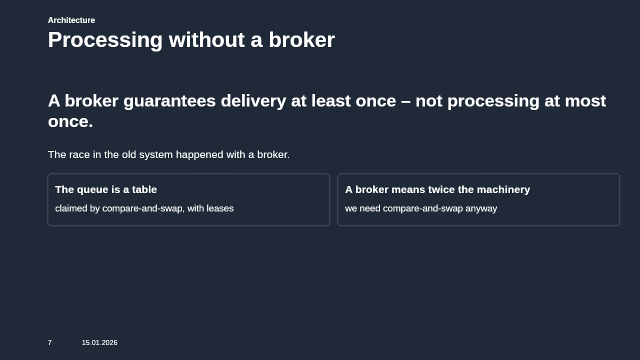 Architecture
Processing without a broker
A broker guarantees delivery at least once – not processing at most
once.
The race in the old system happened with a broker.
The queue is a table
claimed by compare-and-swap, with leases
A broker means twice the machinery
we need compare-and-swap anyway
7 15.01.2026